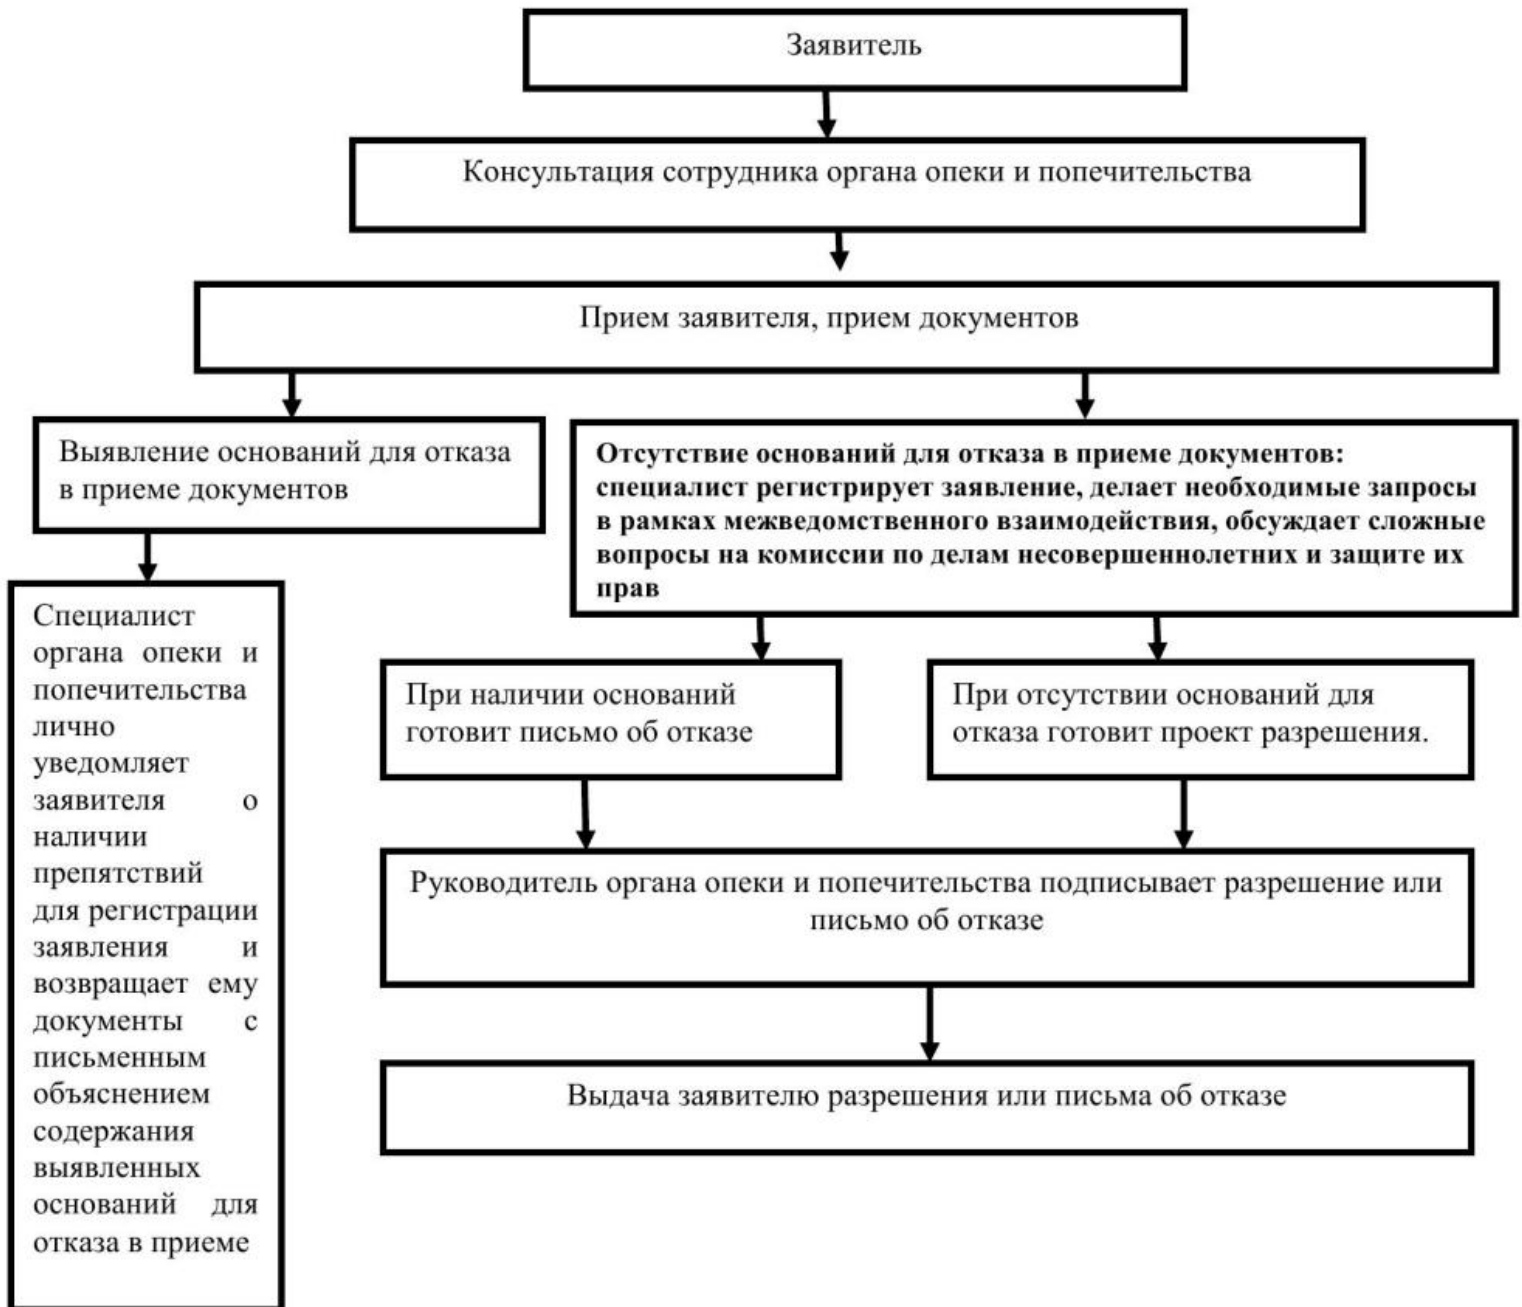 Заявитель
Консультация сотрудника органа опеки и попечительства
Прием заявителя, прием документов
Выявление оснований для отказа
в приеме документов
Отсутствие оснований для отказа в приеме документов:
специалист регистрирует заявление, делает необходимые запросы
в рамках межведомственного взаимодействия, обсуждает сложные
вопросы на комиссии по делам несовершеннолетних и защите их
прав
Специалист
органа опеки и
попечительства
лично
уведомляет
заявителя о
наличии
препятствий
для регистрации
заявления и
возвращает ему
документы с
письменным
объяснением
содержания
выявленных
оснований для
отказа в приеме
При наличии оснований
готовит письмо об отказе
При отсутствии оснований для
отказа готовит проект разрешения.
Руководитель органа опеки и попечительства подписывает разрешение или
письмо об отказе
Выдача заявителю разрешения или письма об отказе